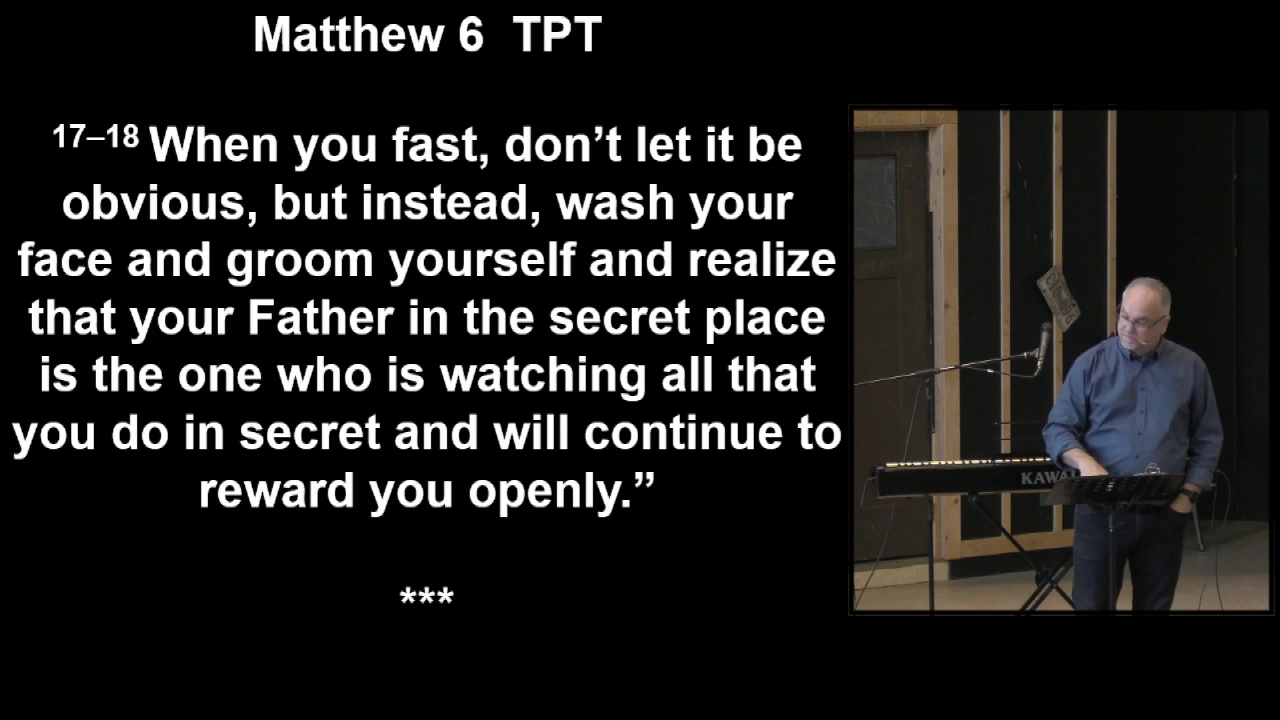 Matthew 6 TPT
17–18 When you fast, don’t let it be
obvious, but instead, wash your
face and groom yourself and realize
that your Father in the secret place
is the one who is watching all that
you do in secret and will continue to
reward you openly.”
***
KAWAI